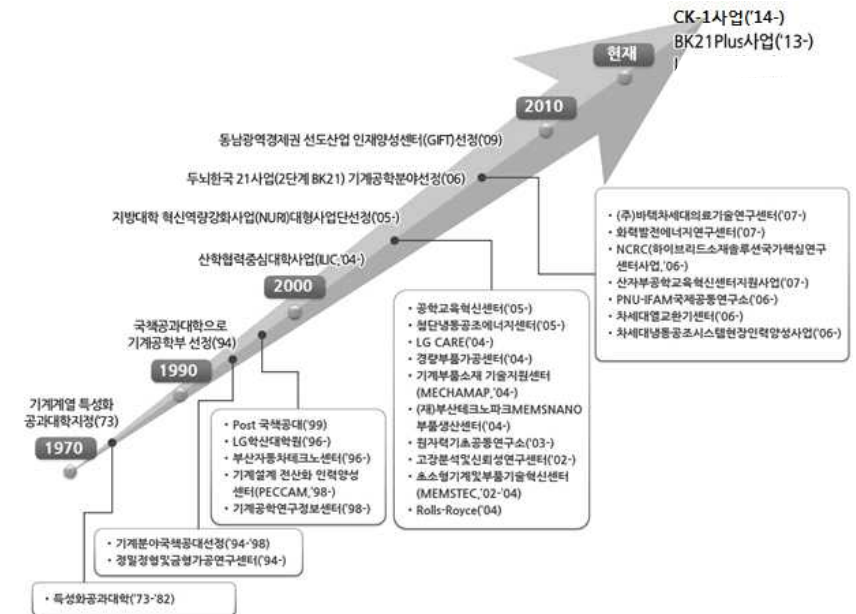 CK-1사업('14-)
BK21Plus사업('13-)
현재
2010
동남광역경제권 선도산업 인재양성센터(GIFT)선정('09)
두뇌한국 21사업(2단계 BK21) 기계공학분야선정('06)
지방대학 혁신역량강화사업(NURI)대형사업단선정('05-)
산학협력중심대학사업(ILIC,'04-)
2000
국책공과대학으로
기계공학부 선정('94)
1990
기계계열 특성화
공과대학지정('73)
1970
• (주)바텍차세대의료기술연구센터('07-)
• 화력발전에너지연구센터('07-)
• NCRC(하이브리드소재솔루션국가핵심연구
센터사업,'06-)
• 산자부공학교육혁신센터지원사업('07-)
• PNU-IFAM국제공동연구소('06-)
• 차세대열교환기센터('06-)
• 차세대냉동공조시스템현장인력양성사업('06-)
• 공학교육혁신센터('05-)
• 첨단냉동공조에너지센터('05-)
• LG CARE('04-)
• 경량부품가공센터('04-)
• 기계부품소재 기술지원센터
(MECHAMAP,'04-)
• (재)부산테크노파크MEMSNANO
부품생산센터('04-)
• 원자력기초공동연구소('03-)
• 고장분석및신뢰성연구센터('02-)
• 초소형기계및부품기술혁신센터
(MEMSTEC,'02-'04)
• Rolls-Royce('04)
• Post 국책공대('99)
• LG학산대학원('96-)
• 부산자동차테크노센터('96-)
• 기계설계 전산화 인력양성
센터(PECCAM,'98-)
• 기계공학연구정보센터('98-)
• 기계분야국책공대선정('94-'98)
• 정밀정형및금형가공연구센터('94-)
• 특성화공과대학('73-'82)